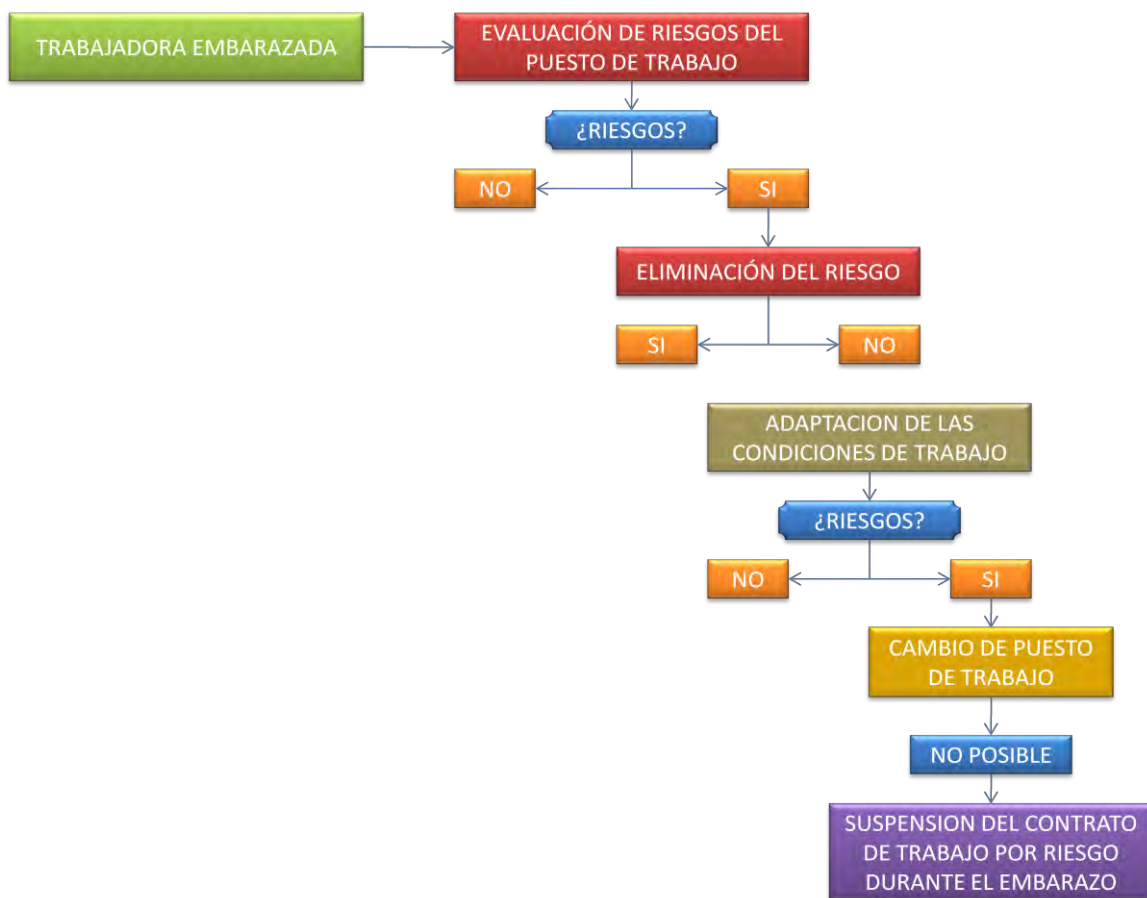 TRABAJADORA EMBARAZADA
EVALUACIÓN DE RIESGOS DEL
PUESTO DE TRABAJO
¿RIESGOS?
NO
SI
ELIMINACIÓN DEL RIESGO
SI
NO
ADAPTACION DE LAS
CONDICIONES DE TRABAJO
¿RIESGOS?
NO
SI
CAMBIO DE PUESTO
DE TRABAJO
NO POSIBLE
SUSPENSION DEL CONTRATO
DE TRABAJO POR RIESGO
DURANTE EL EMBARAZO